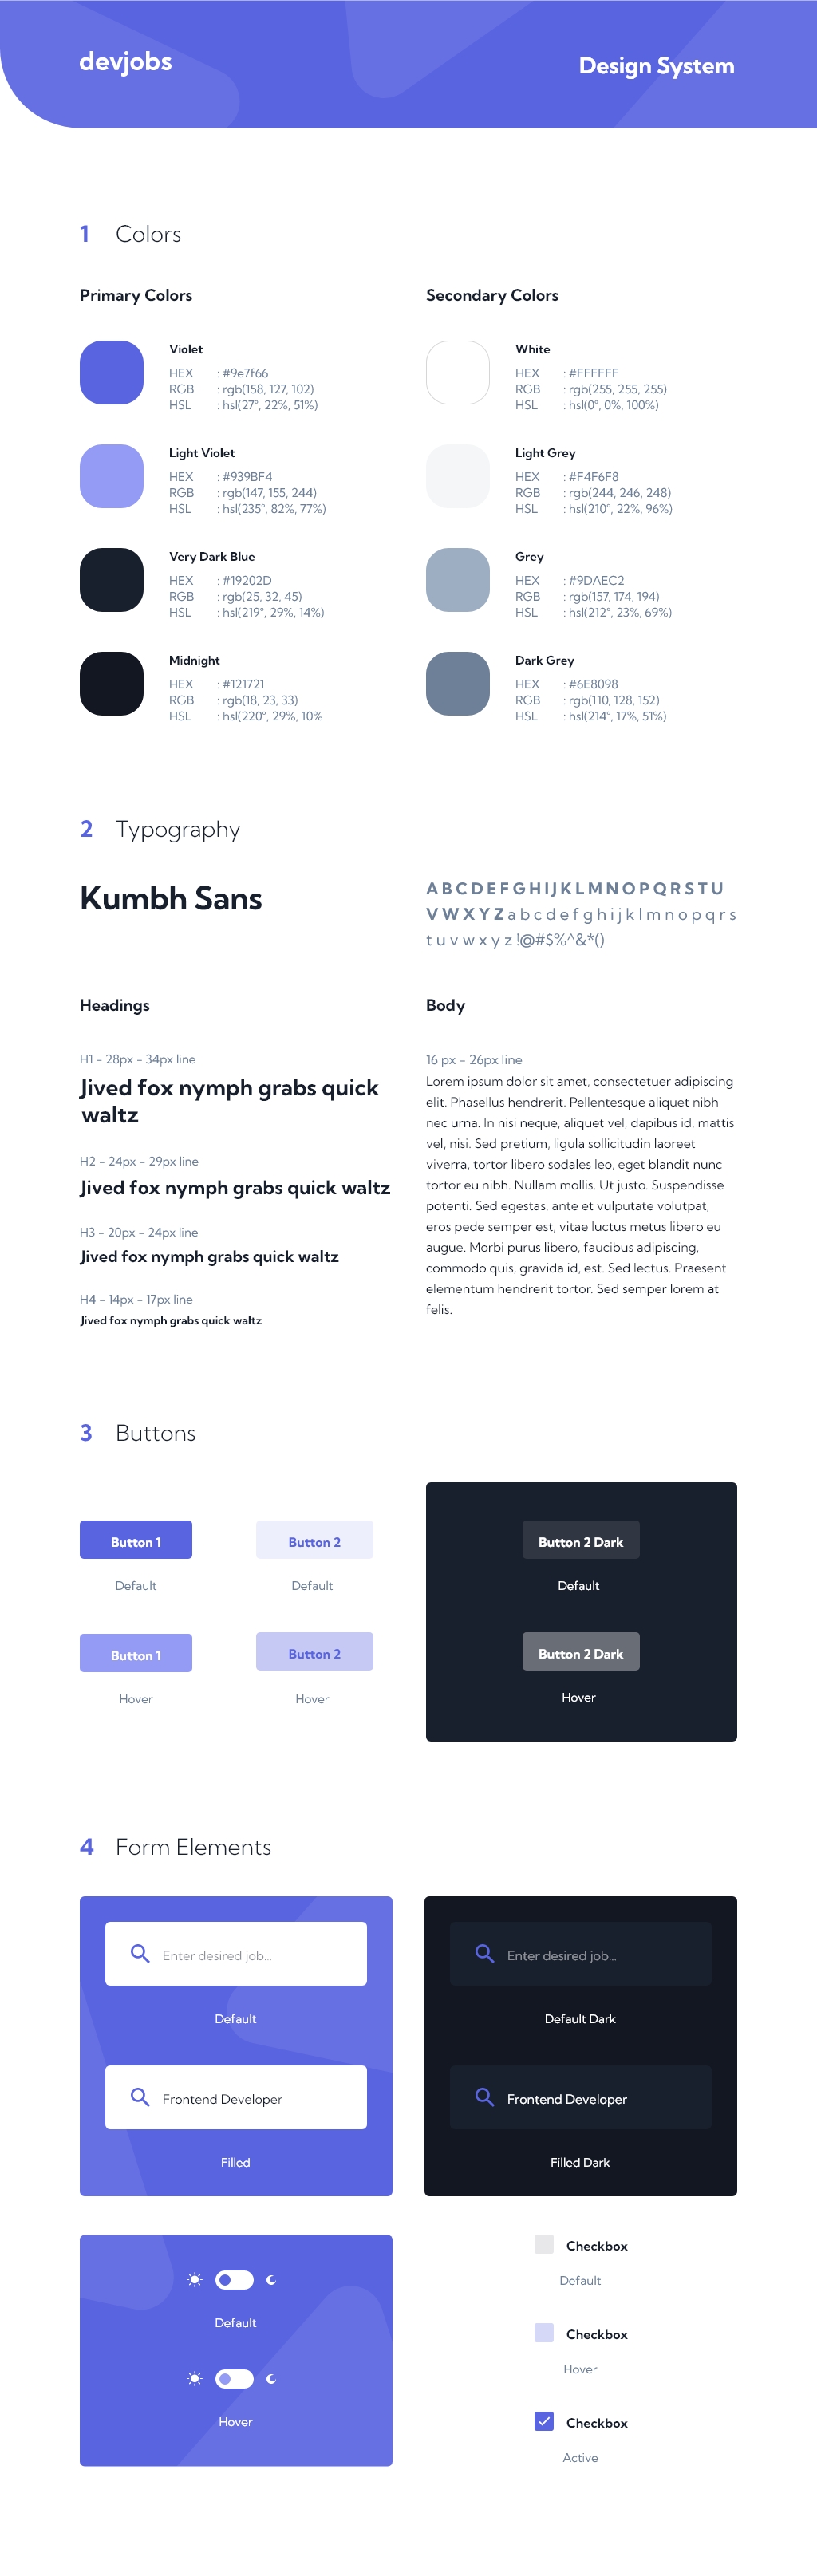 devjobs
Design System
1 Colors
Primary Colors
Violet
HEX : #9e7f66
RGB : rgb(158, 127, 102)
HSL : hsl(27°, 22%, 51%)
Light Violet
HEX : #939BF4
RGB : rgb(147, 155, 244)
HSL : hsl(235°, 82%, 77%)
Very Dark Blue
HEX : #19202D
RGB : rgb(25, 32, 45)
HSL : hsl(219°, 29%, 14%)
Midnight
HEX : #121721
RGB : rgb(18, 23, 33)
HSL : hsl(220°, 29%, 10%
Secondary Colors
White
HEX : #FFFFFF
RGB : rgb(255, 255, 255)
HSL : hsl(0°, 0%, 100%)
Light Grey
HEX : #F4F6F8
RGB : rgb(244, 246, 248)
HSL : hsl(210°, 22%, 96%)
Grey
HEX : #9DAEC2
RGB : rgb(157, 174, 194)
HSL : hsl(212°, 23%, 69%)
Dark Grey
HEX : #6E8098
RGB : rgb(110, 128, 152)
HSL : hsl(214°, 17%, 51%)
2 Typography
Kumbh Sans
A B C D E F G H I J K L M N O P Q R S T U
V W X Y Z a b c d e f g h i j k l m n o p q r s
t u v w x y z !@#$%^&*()
Headings
H1 - 28px - 34px line
Jived fox nymph grabs quick
waltz
H2 - 24px - 29px line
Jived fox nymph grabs quick waltz
H3 - 20px - 24px line
Jived fox nymph grabs quick waltz
H4 - 14px - 17px line
Jived fox nymph grabs quick waltz
Body
16 px - 26px line
Lorem ipsum dolor sit amet, consectetuer adipiscing
elit. Phasellus hendrerit. Pellentesque aliquet nibh
nec urna. In nisi neque, aliquet vel, dapibus id, mattis
vel, nisi. Sed pretium, ligula sollicitudin laoreet
viverra, tortor libero sodales leo, eget blandit nunc
tortor eu nibh. Nullam mollis. Ut justo. Suspendisse
potenti. Sed egestas, ante et vulputate volutpat,
eros pede semper est, vitae luctus metus libero eu
augue. Morbi purus libero, faucibus adipiscing,
commodo quis, gravida id, est. Sed lectus. Praesent
elementum hendrerit tortor. Sed semper lorem at
felis.
3 Buttons
Button 1
Default
Button 2
Default
Button 1
Hover
Button 2
Hover
Button 2 Dark
Default
Button 2 Dark
Hover
4 Form Elements
Enter desired job...
Default
Frontend Developer
Filled
Enter desired job...
Default Dark
Frontend Developer
Filled Dark
Default
Hover
Checkbox
Default
Checkbox
Hover
Checkbox
Active